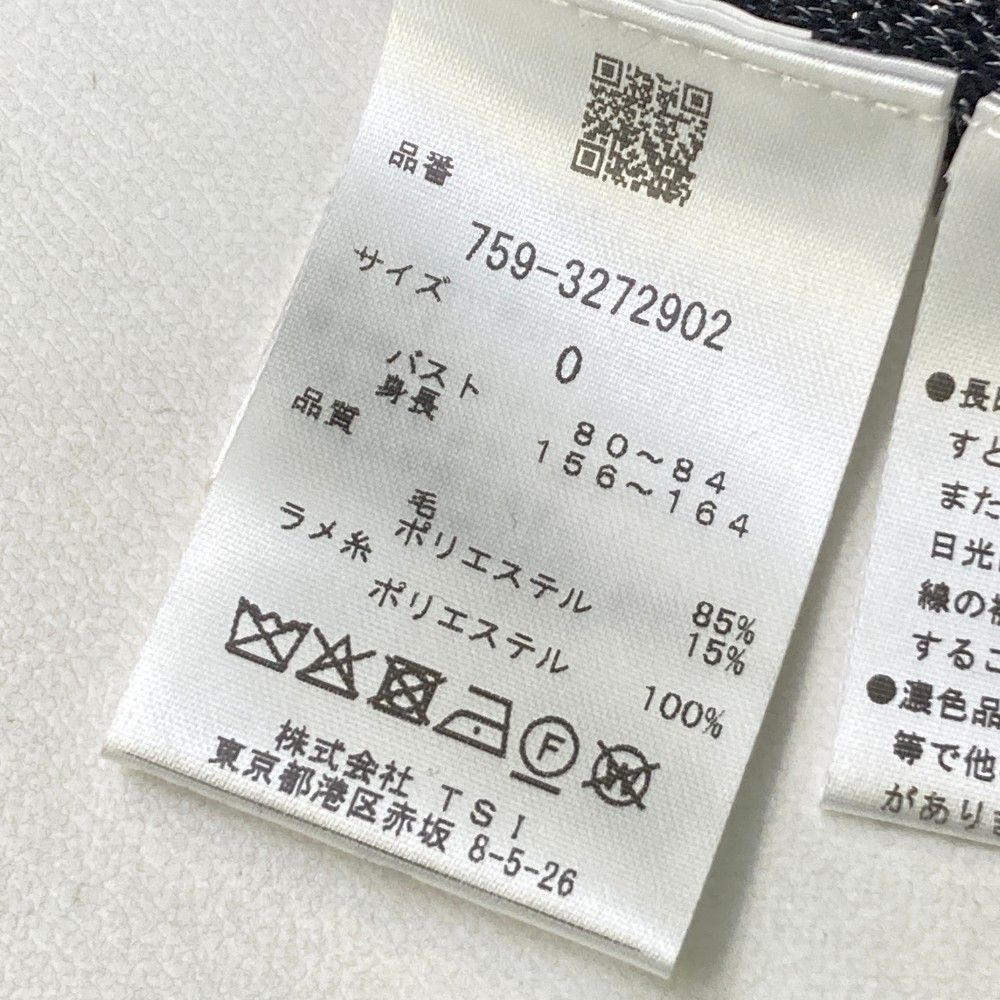 品番
759-3272902
サイズ
0
バスト 80～84
身長 156～164
品質
毛 85%
ポリエステル 15%
ラメ糸
ポリエステル 100%
F
株式会社 TSI
東京都港区赤坂 8-5-26
●長
すと
また
日光
線の
するこ
●濃色品
等で他
があり